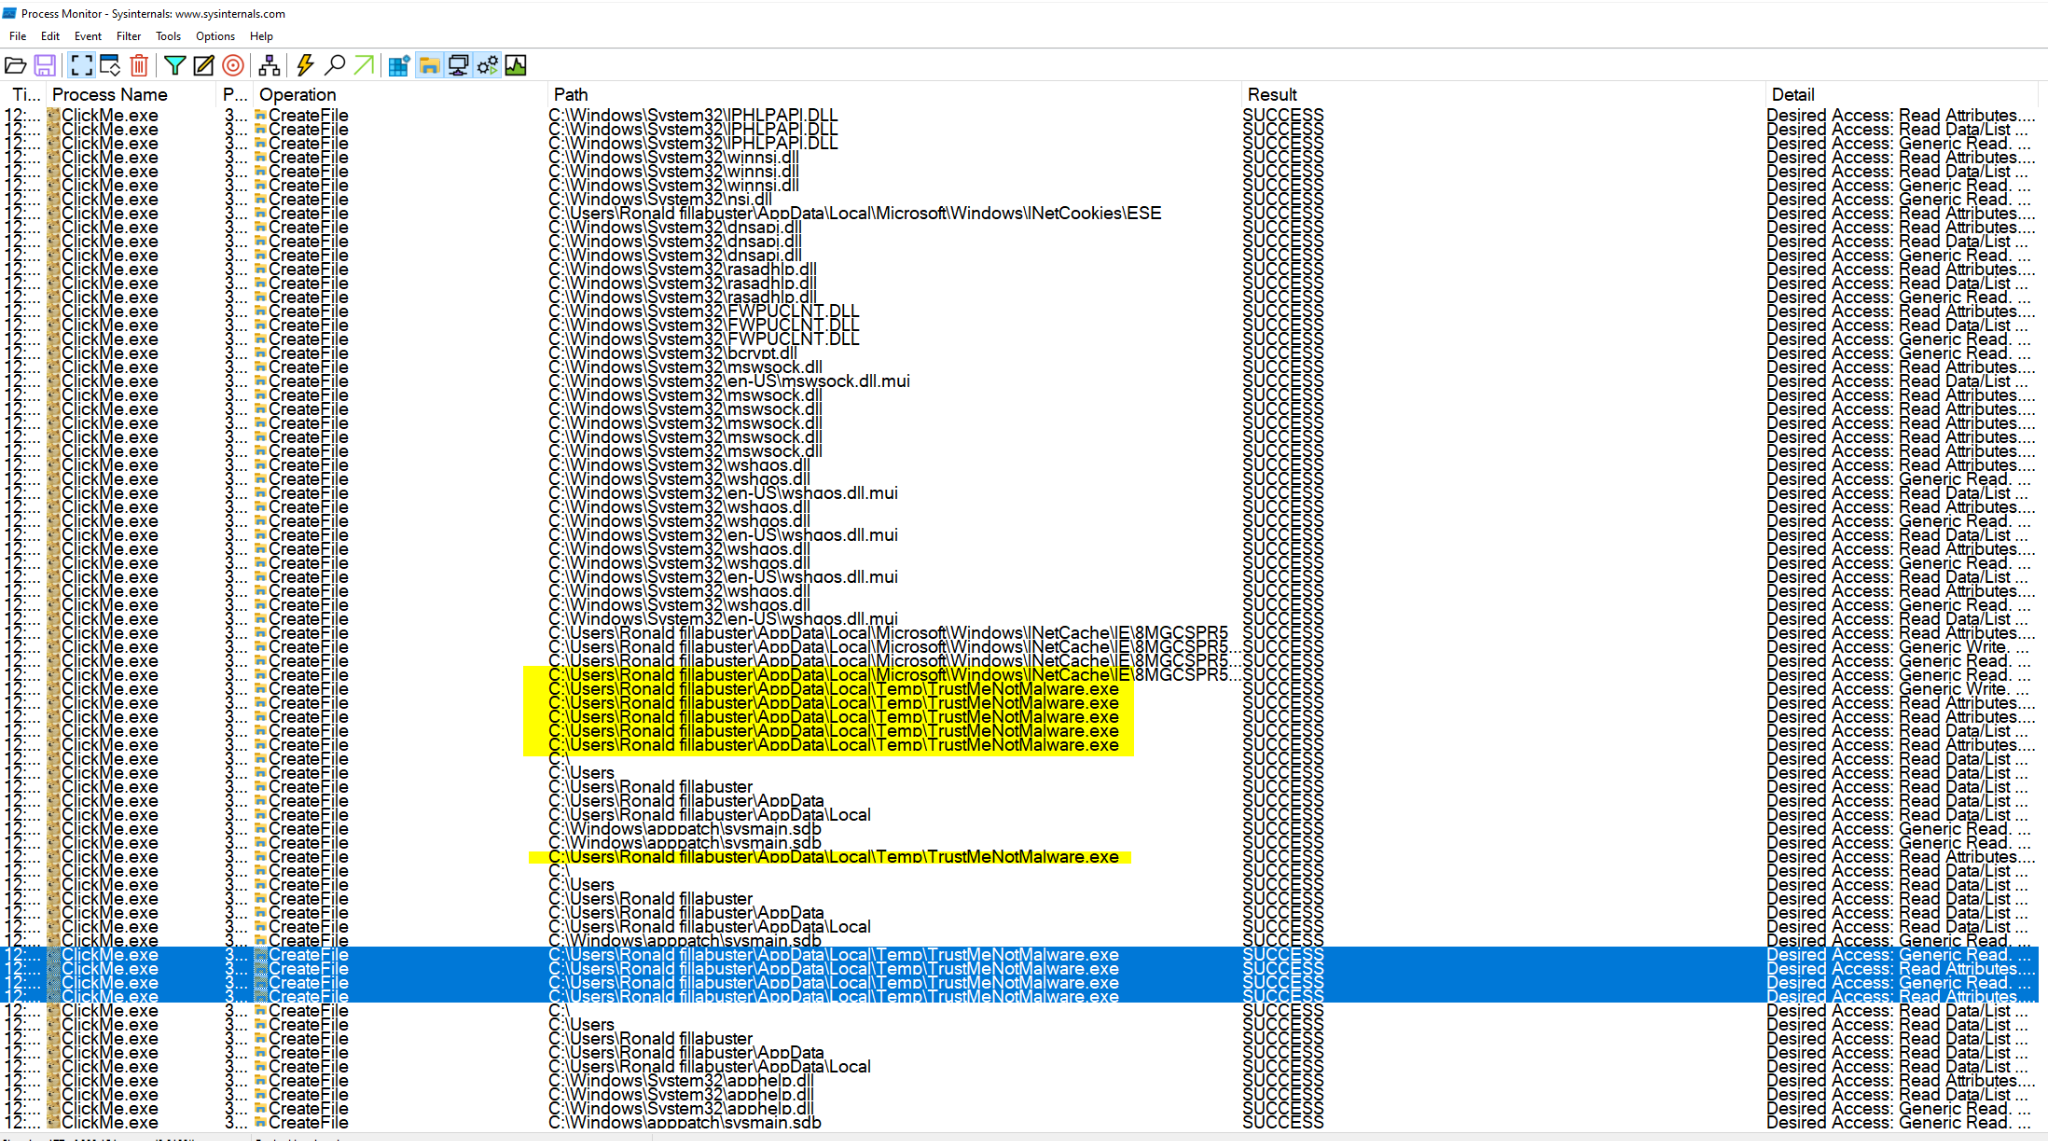 Process Monitor - Sysinternals: www.sysinternals.com
File Edit Event Filter Tools Options Help
Ti... Process Name P... Operation Path Result Detail
12:... ClickMe.exe 3... CreateFile C:\Windows\System32\IPHLPAPI.DLL SUCCESS Desired Access: Read Attributes....
12:... ClickMe.exe 3... CreateFile C:\Windows\System32\IPHLPAPI.DLL SUCCESS Desired Access: Read Data/List ...
12:... ClickMe.exe 3... CreateFile C:\Windows\System32\IPHLPAPI.DLL SUCCESS Desired Access: Generic Read. ...
12:... ClickMe.exe 3... CreateFile C:\Windows\System32\winnsi.dll SUCCESS Desired Access: Read Attributes....
12:... ClickMe.exe 3... CreateFile C:\Windows\System32\winnsi.dll SUCCESS Desired Access: Read Data/List ...
12:... ClickMe.exe 3... CreateFile C:\Windows\System32\winnsi.dll SUCCESS Desired Access: Generic Read. ...
12:... ClickMe.exe 3... CreateFile C:\Windows\System32\nsi.dll SUCCESS Desired Access: Generic Read. ...
12:... ClickMe.exe 3... CreateFile C:\Users\Ronald fillabuster\AppData\Local\Microsoft\Windows\INetCookies\ESE SUCCESS Desired Access: Read Attributes....
12:... ClickMe.exe 3... CreateFile C:\Windows\System32\dnsapi.dll SUCCESS Desired Access: Read Attributes....
12:... ClickMe.exe 3... CreateFile C:\Windows\System32\dnsapi.dll SUCCESS Desired Access: Read Data/List ...
12:... ClickMe.exe 3... CreateFile C:\Windows\System32\dnsapi.dll SUCCESS Desired Access: Generic Read. ...
12:... ClickMe.exe 3... CreateFile C:\Windows\System32\rasadhlp.dll SUCCESS Desired Access: Read Attributes....
12:... ClickMe.exe 3... CreateFile C:\Windows\System32\rasadhlp.dll SUCCESS Desired Access: Read Data/List ...
12:... ClickMe.exe 3... CreateFile C:\Windows\System32\rasadhlp.dll SUCCESS Desired Access: Generic Read. ...
12:... ClickMe.exe 3... CreateFile C:\Windows\System32\FWPUCLNT.DLL SUCCESS Desired Access: Read Attributes....
12:... ClickMe.exe 3... CreateFile C:\Windows\System32\FWPUCLNT.DLL SUCCESS Desired Access: Read Data/List ...
12:... ClickMe.exe 3... CreateFile C:\Windows\System32\FWPUCLNT.DLL SUCCESS Desired Access: Generic Read. ...
12:... ClickMe.exe 3... CreateFile C:\Windows\System32\bcrypt.dll SUCCESS Desired Access: Generic Read. ...
12:... ClickMe.exe 3... CreateFile C:\Windows\System32\mswsock.dll SUCCESS Desired Access: Read Attributes....
12:... ClickMe.exe 3... CreateFile C:\Windows\System32\en-US\mswsock.dll.mui SUCCESS Desired Access: Read Data/List ...
12:... ClickMe.exe 3... CreateFile C:\Windows\System32\mswsock.dll SUCCESS Desired Access: Read Attributes....
12:... ClickMe.exe 3... CreateFile C:\Windows\System32\mswsock.dll SUCCESS Desired Access: Read Attributes....
12:... ClickMe.exe 3... CreateFile C:\Windows\System32\mswsock.dll SUCCESS Desired Access: Read Attributes....
12:... ClickMe.exe 3... CreateFile C:\Windows\System32\mswsock.dll SUCCESS Desired Access: Read Attributes....
12:... ClickMe.exe 3... CreateFile C:\Windows\System32\mswsock.dll SUCCESS Desired Access: Read Attributes....
12:... ClickMe.exe 3... CreateFile C:\Windows\System32\wshqos.dll SUCCESS Desired Access: Read Attributes....
12:... ClickMe.exe 3... CreateFile C:\Windows\System32\wshqos.dll SUCCESS Desired Access: Generic Read. ...
12:... ClickMe.exe 3... CreateFile C:\Windows\System32\en-US\wshqos.dll.mui SUCCESS Desired Access: Read Data/List ...
12:... ClickMe.exe 3... CreateFile C:\Windows\System32\wshqos.dll SUCCESS Desired Access: Read Attributes....
12:... ClickMe.exe 3... CreateFile C:\Windows\System32\wshqos.dll SUCCESS Desired Access: Generic Read. ...
12:... ClickMe.exe 3... CreateFile C:\Windows\System32\en-US\wshqos.dll.mui SUCCESS Desired Access: Read Data/List ...
12:... ClickMe.exe 3... CreateFile C:\Windows\System32\wshqos.dll SUCCESS Desired Access: Read Attributes....
12:... ClickMe.exe 3... CreateFile C:\Windows\System32\wshqos.dll SUCCESS Desired Access: Generic Read. ...
12:... ClickMe.exe 3... CreateFile C:\Windows\System32\en-US\wshqos.dll.mui SUCCESS Desired Access: Read Data/List ...
12:... ClickMe.exe 3... CreateFile C:\Windows\System32\wshqos.dll SUCCESS Desired Access: Read Attributes....
12:... ClickMe.exe 3... CreateFile C:\Windows\System32\wshqos.dll SUCCESS Desired Access: Generic Read. ...
12:... ClickMe.exe 3... CreateFile C:\Windows\System32\en-US\wshqos.dll.mui SUCCESS Desired Access: Read Data/List ...
12:... ClickMe.exe 3... CreateFile C:\Users\Ronald fillabuster\AppData\Local\Microsoft\Windows\INetCache\IE\8MGCSPR5 SUCCESS Desired Access: Read Attributes....
12:... ClickMe.exe 3... CreateFile C:\Users\Ronald fillabuster\AppData\Local\Microsoft\Windows\INetCache\IE\8MGCSPR5... SUCCESS Desired Access: Generic Write. ...
12:... ClickMe.exe 3... CreateFile C:\Users\Ronald fillabuster\AppData\Local\Microsoft\Windows\INetCache\IE\8MGCSPR5... SUCCESS Desired Access: Generic Read. ...
12:... ClickMe.exe 3... CreateFile C:\Users\Ronald fillabuster\AppData\Local\Microsoft\Windows\INetCache\IE\8MGCSPR5... SUCCESS Desired Access: Generic Read. ...
12:... ClickMe.exe 3... CreateFile C:\Users\Ronald fillabuster\AppData\Local\Temp\TrustMeNotMalware.exe SUCCESS Desired Access: Generic Write. ...
12:... ClickMe.exe 3... CreateFile C:\Users\Ronald fillabuster\AppData\Local\Temp\TrustMeNotMalware.exe SUCCESS Desired Access: Read Attributes....
12:... ClickMe.exe 3... CreateFile C:\Users\Ronald fillabuster\AppData\Local\Temp\TrustMeNotMalware.exe SUCCESS Desired Access: Read Attributes....
12:... ClickMe.exe 3... CreateFile C:\Users\Ronald fillabuster\AppData\Local\Temp\TrustMeNotMalware.exe SUCCESS Desired Access: Read Data/List ...
12:... ClickMe.exe 3... CreateFile C:\Users\Ronald fillabuster\AppData\Local\Temp\TrustMeNotMalware.exe SUCCESS Desired Access: Read Attributes....
12:... ClickMe.exe 3... CreateFile C:\ SUCCESS Desired Access: Read Data/List ...
12:... ClickMe.exe 3... CreateFile C:\Users SUCCESS Desired Access: Read Data/List ...
12:... ClickMe.exe 3... CreateFile C:\Users\Ronald fillabuster SUCCESS Desired Access: Read Data/List ...
12:... ClickMe.exe 3... CreateFile C:\Users\Ronald fillabuster\AppData SUCCESS Desired Access: Read Data/List ...
12:... ClickMe.exe 3... CreateFile C:\Users\Ronald fillabuster\AppData\Local SUCCESS Desired Access: Read Data/List ...
12:... ClickMe.exe 3... CreateFile C:\Windows\apppatch\sysmain.sdb SUCCESS Desired Access: Generic Read. ...
12:... ClickMe.exe 3... CreateFile C:\Windows\apppatch\sysmain.sdb SUCCESS Desired Access: Generic Read. ...
12:... ClickMe.exe 3... CreateFile C:\Users\Ronald fillabuster\AppData\Local\Temp\TrustMeNotMalware.exe SUCCESS Desired Access: Read Attributes....
12:... ClickMe.exe 3... CreateFile C:\ SUCCESS Desired Access: Read Data/List ...
12:... ClickMe.exe 3... CreateFile C:\Users SUCCESS Desired Access: Read Data/List ...
12:... ClickMe.exe 3... CreateFile C:\Users\Ronald fillabuster SUCCESS Desired Access: Read Data/List ...
12:... ClickMe.exe 3... CreateFile C:\Users\Ronald fillabuster\AppData SUCCESS Desired Access: Read Data/List ...
12:... ClickMe.exe 3... CreateFile C:\Users\Ronald fillabuster\AppData\Local SUCCESS Desired Access: Read Data/List ...
12:... ClickMe.exe 3... CreateFile C:\Windows\apppatch\sysmain.sdb SUCCESS Desired Access: Generic Read. ...
12:... ClickMe.exe 3... CreateFile C:\Users\Ronald fillabuster\AppData\Local\Temp\TrustMeNotMalware.exe SUCCESS Desired Access: Generic Read. ...
12:... ClickMe.exe 3... CreateFile C:\Users\Ronald fillabuster\AppData\Local\Temp\TrustMeNotMalware.exe SUCCESS Desired Access: Read Attributes....
12:... ClickMe.exe 3... CreateFile C:\Users\Ronald fillabuster\AppData\Local\Temp\TrustMeNotMalware.exe SUCCESS Desired Access: Generic Read. ...
12:... ClickMe.exe 3... CreateFile C:\Users\Ronald fillabuster\AppData\Local\Temp\TrustMeNotMalware.exe SUCCESS Desired Access: Read Attributes....
12:... ClickMe.exe 3... CreateFile C:\ SUCCESS Desired Access: Read Data/List ...
12:... ClickMe.exe 3... CreateFile C:\Users SUCCESS Desired Access: Read Data/List ...
12:... ClickMe.exe 3... CreateFile C:\Users\Ronald fillabuster SUCCESS Desired Access: Read Data/List ...
12:... ClickMe.exe 3... CreateFile C:\Users\Ronald fillabuster\AppData SUCCESS Desired Access: Read Data/List ...
12:... ClickMe.exe 3... CreateFile C:\Users\Ronald fillabuster\AppData\Local SUCCESS Desired Access: Read Data/List ...
12:... ClickMe.exe 3... CreateFile C:\Windows\System32\apphelp.dll SUCCESS Desired Access: Read Attributes....
12:... ClickMe.exe 3... CreateFile C:\Windows\System32\apphelp.dll SUCCESS Desired Access: Read Data/List ...
12:... ClickMe.exe 3... CreateFile C:\Windows\System32\apphelp.dll SUCCESS Desired Access: Generic Read. ...
12:... ClickMe.exe 3... CreateFile C:\Windows\apppatch\sysmain.sdb SUCCESS Desired Access: Read Data/List ...